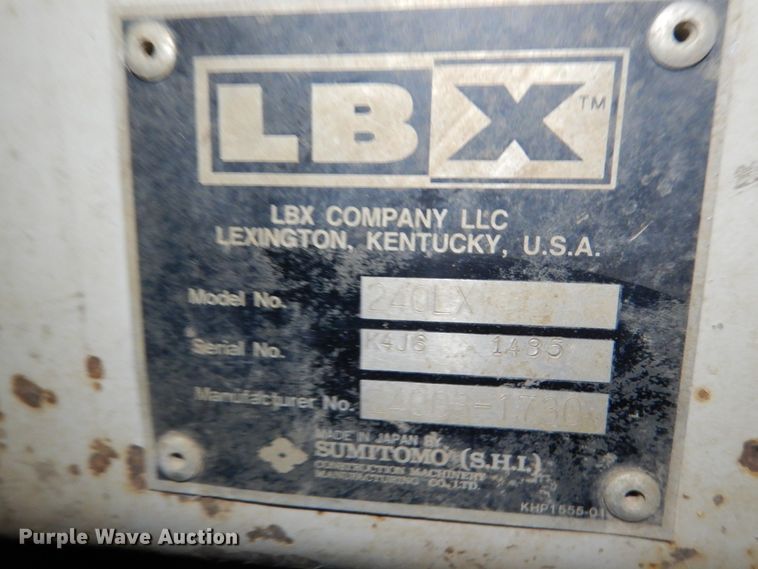 LBX™
LBX COMPANY LLC
LEXINGTON, KENTUCKY, U.S.A.
Model No. 240LX
Serial No. K4J6 1485
Manufacturer No.
MADE IN JAPAN BY
SUMITOMO (S.H.I.)
CONSTRUCTION MACHINERY
MANUFACTURING CO., LTD.
KHP1555-01
Purple Wave Auction